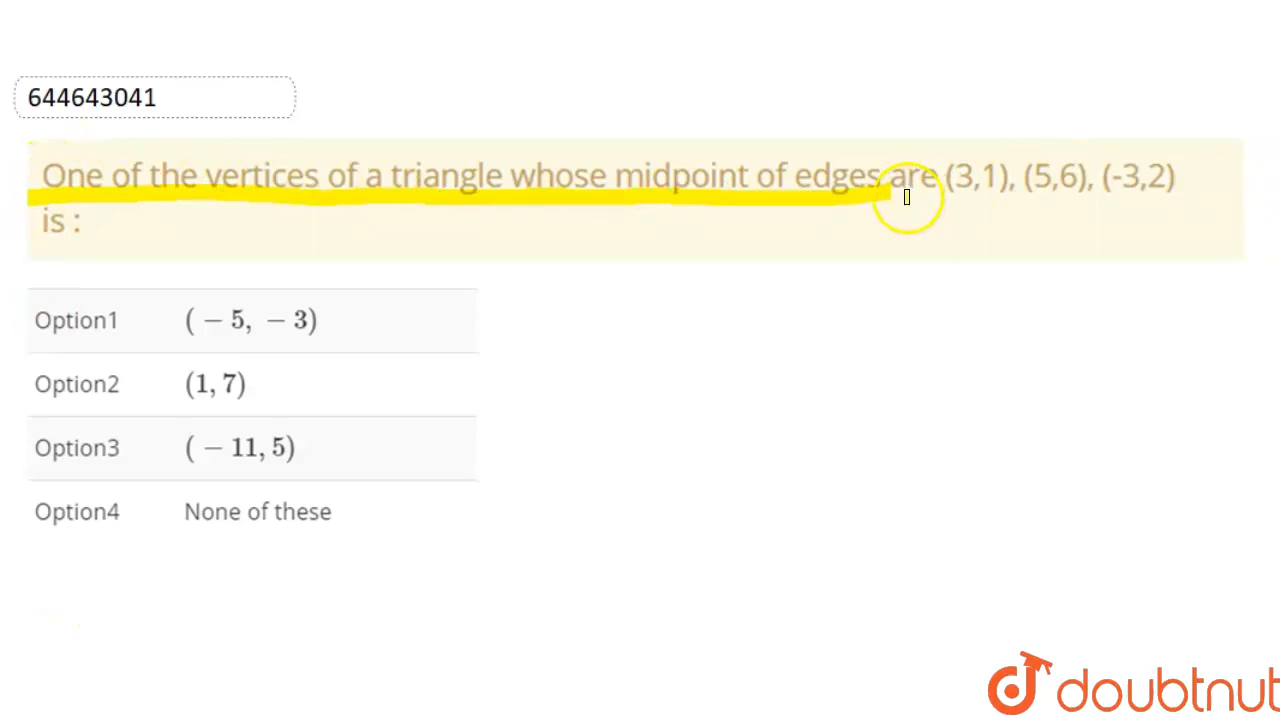 644643041
One of the vertices of a triangle whose midpoint of edges are (3,1), (5,6), (-3,2)
is :
Option1 (−5, −3)
Option2 (1, 7)
Option3 (−11, 5)
Option4 None of these
doubtnut